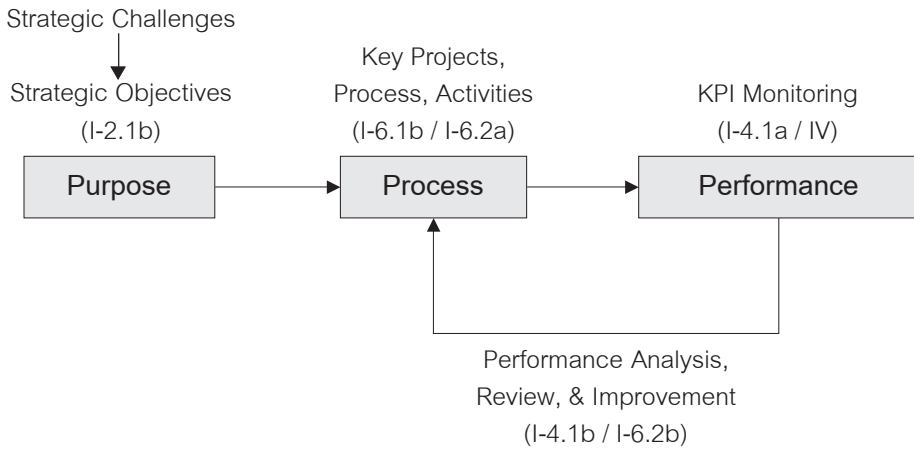 Strategic Challenges
Strategic Objectives
(I-2.1b)
Purpose
Key Projects,
Process, Activities
(I-6.1b / I-6.2a)
Process
KPI Monitoring
(I-4.1a / IV)
Performance
Performance Analysis,
Review, & Improvement
(I-4.1b / I-6.2b)